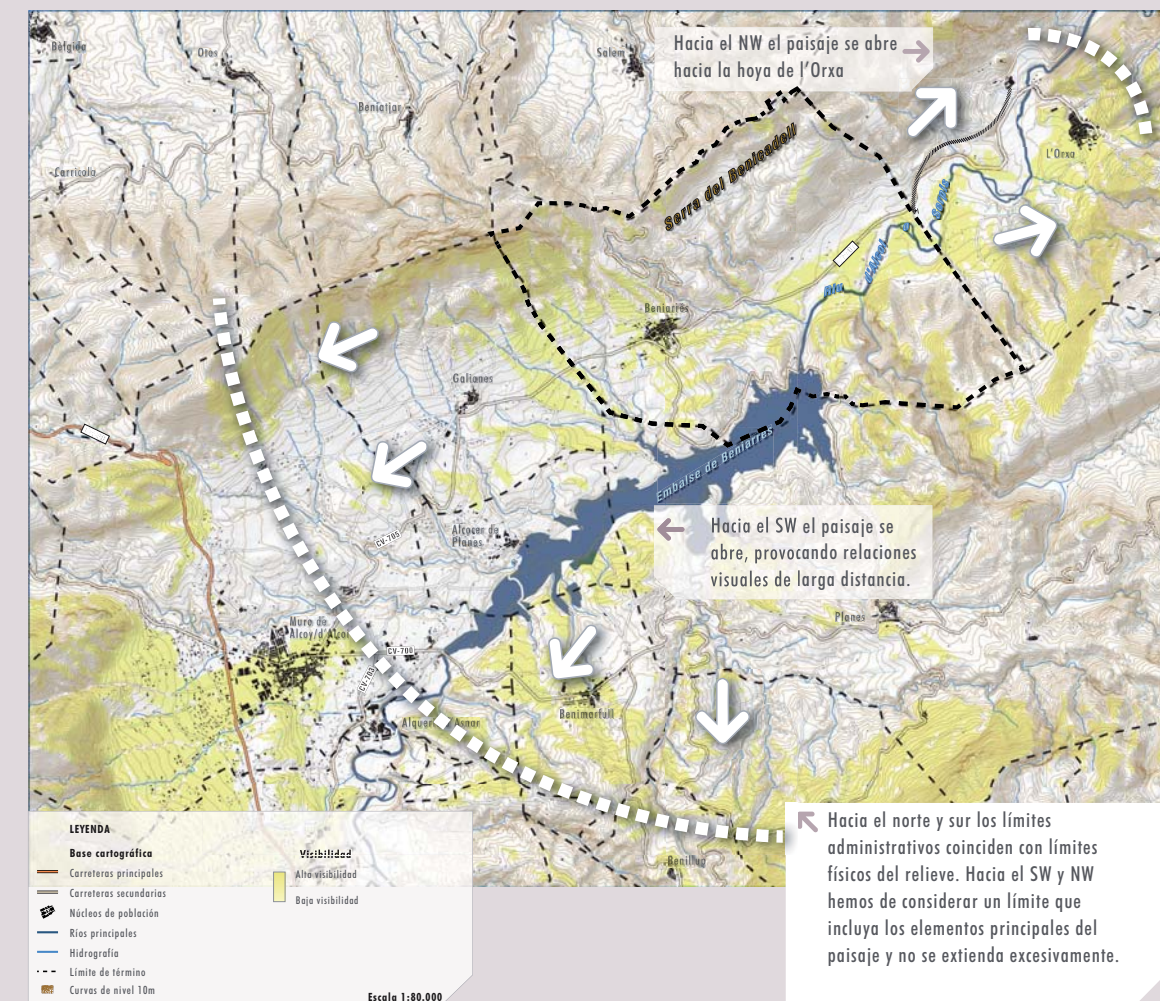 Hacia el NW el paisaje se abre
hacia la hoya de l’Orxa
Bèlgida
Otos
Salem
Beniatjar
L'Orxa
Carricola
Serra del Benicadell
Serpis
Riu d'Alcoi
Beniarrés
Gaianes
Embalse de Beniarrés
Hacia el SW el paisaje se
abre, provocando relaciones
visuales de larga distancia.
CV-705
Alcocer de
Planes
Planes
Muro de
Alcoy/d'Alcoi
CV-700
CV-703
Benimarfull
Asnar
Benillup
Hacia el norte y sur los límites
administrativos coinciden con límites
físicos del relieve. Hacia el SW y NW
hemos de considerar un límite que
incluya los elementos principales del
paisaje y no se extienda excesivamente.
LEYENDA
Base cartográfica
Carreteras principales
Carreteras secundarias
Núcleos de población
Ríos principales
Hidrografía
Límite de término
Curvas de nivel 10m
Visibilidad
Alta visibilidad
Baja visibilidad
Escala 1:80.000